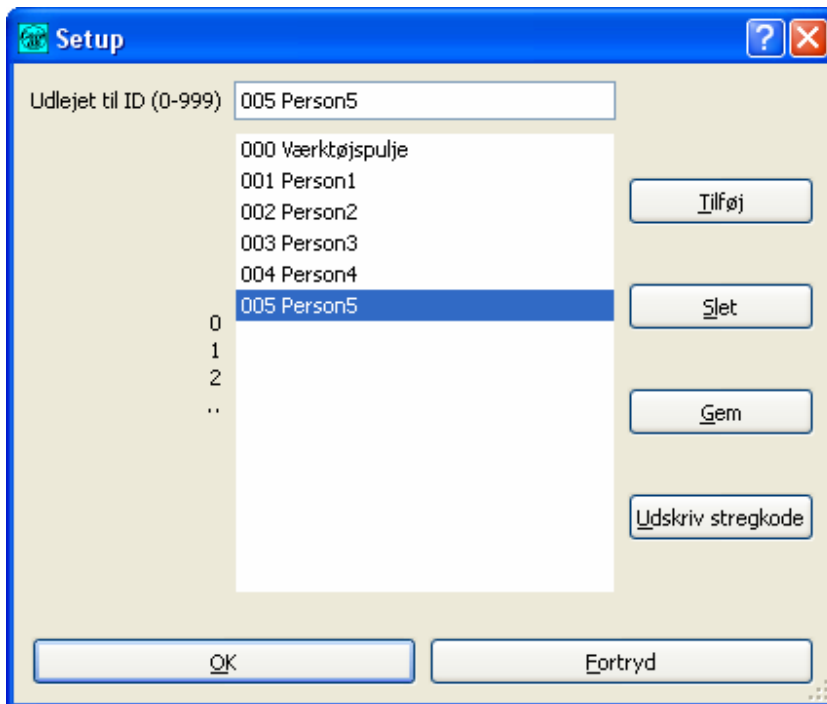 Setup
Udlejet til ID (0-999) 005 Person5
000 Værktøjspulje
001 Person1
002 Person2
003 Person3
004 Person4
005 Person5
0
1
2
..
Tilføj
Slet
Gem
Udskriv stregkode
OK Fortryd